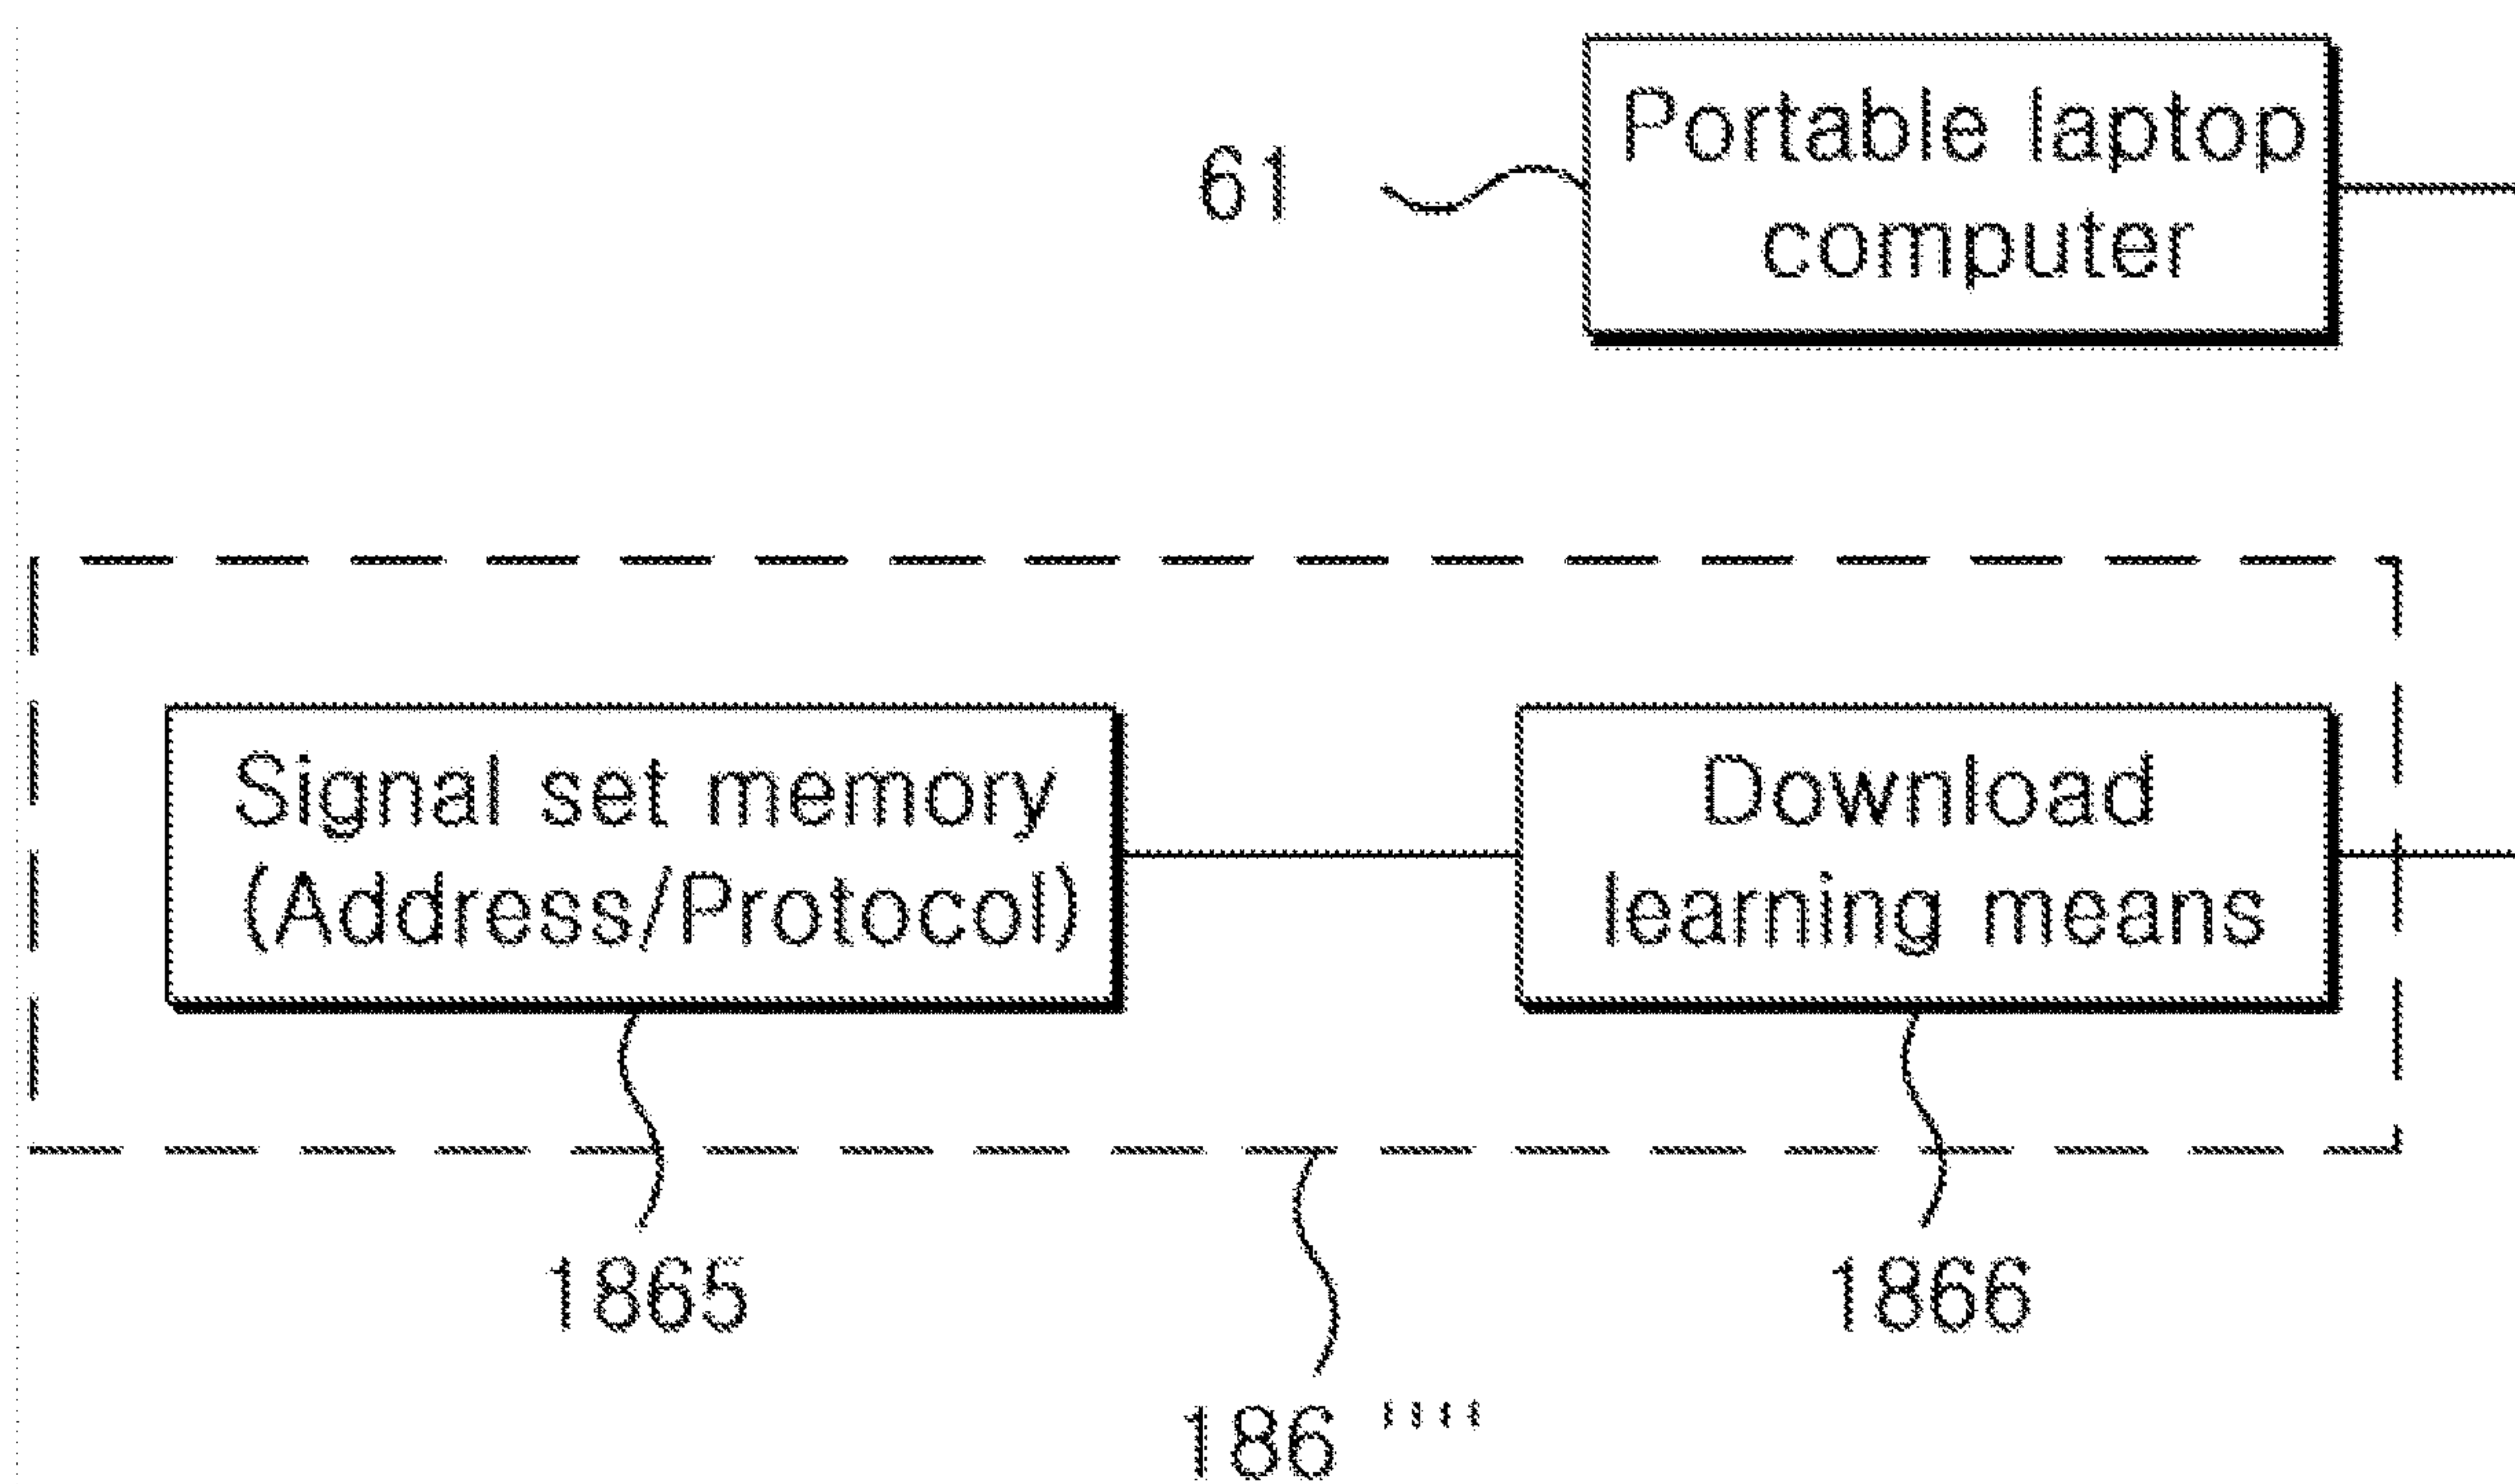 Portable laptop
computer
61
Signal set memory
(Address/Protocol)
Download
learning means
1865
1866
186 ''''